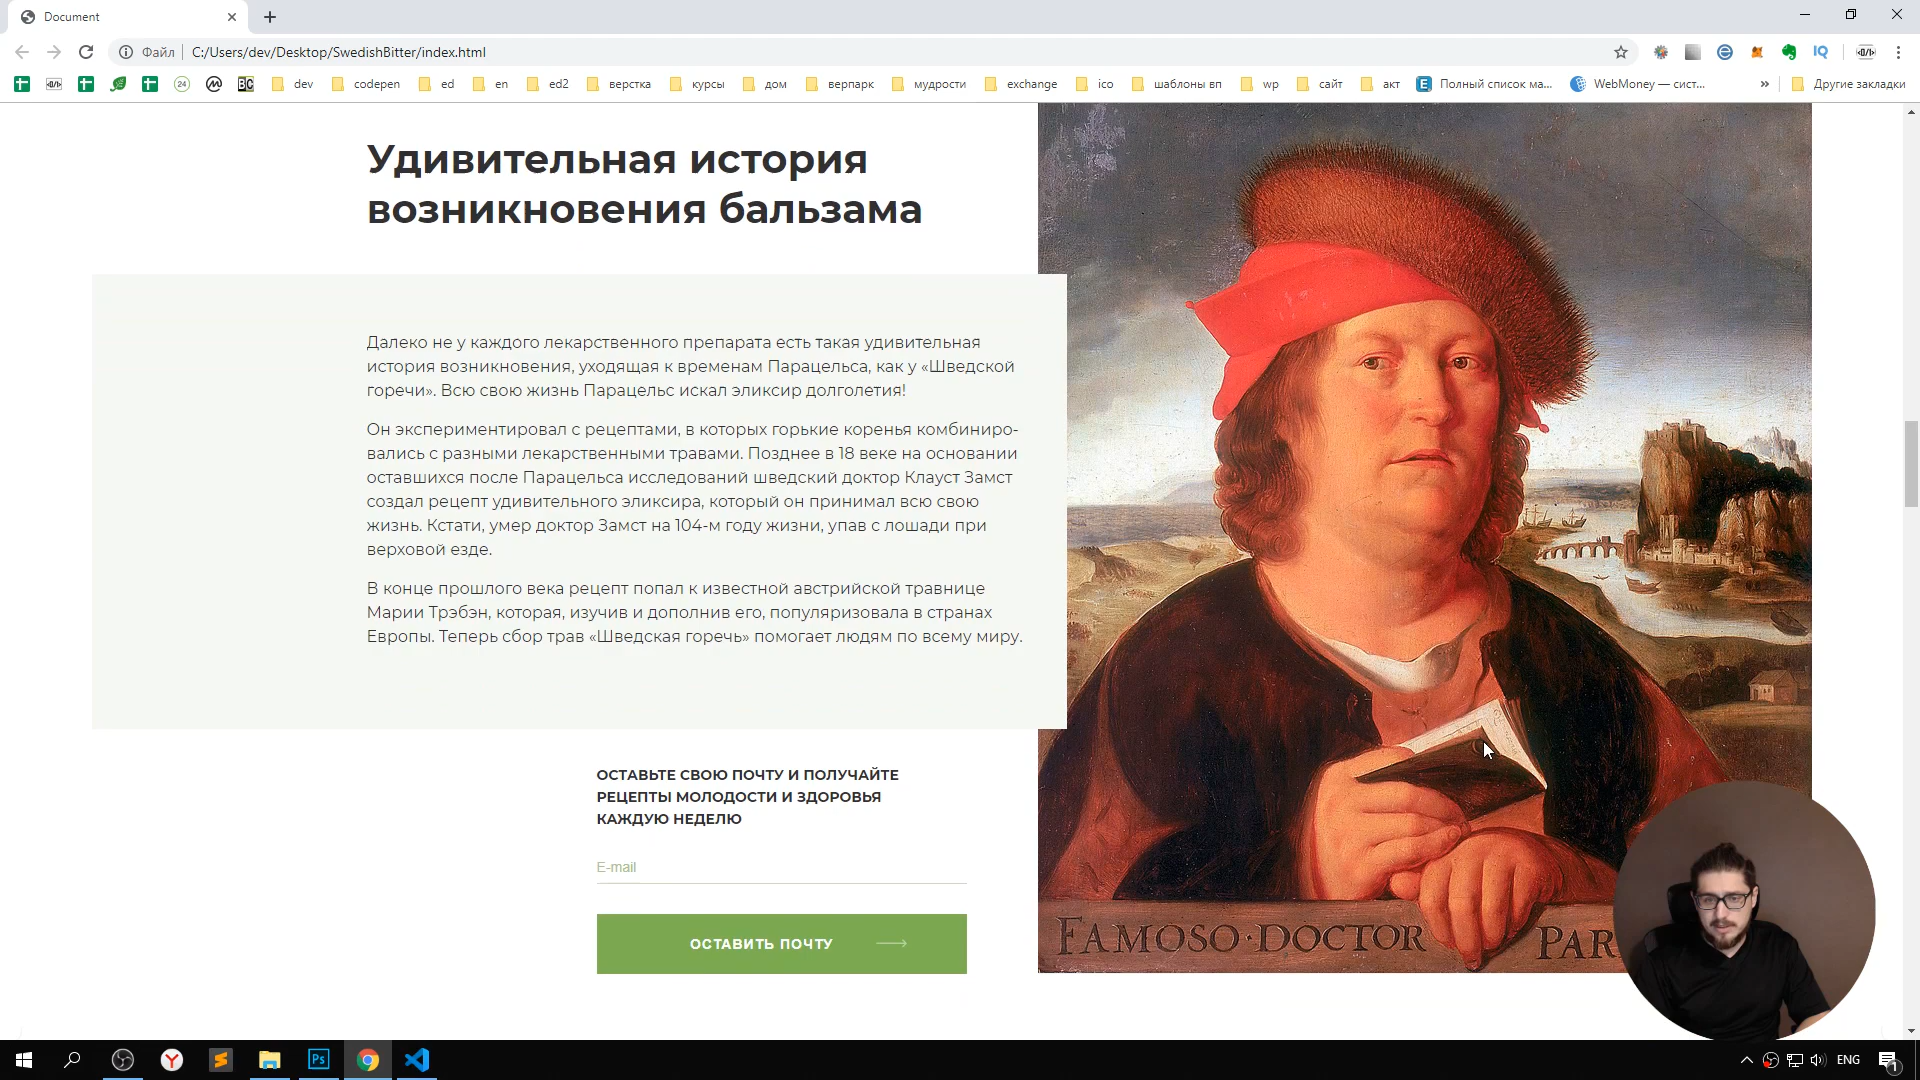 Document
Файл
C:/Users/dev/Desktop/SwedishBitter/index.html
dev
codepen
ed
en
ed2
верстка
курсы
дом
верпарк
мудрости
exchange
ico
шаблоны вп
wp
сайт
акт
Полный список ма...
WebMoney — сист...
»
Другие закладки
Удивительная история
возникновения бальзама
Далеко не у каждого лекарственного препарата есть такая удивительная
история возникновения, уходящая к временам Парацельса, как у «Шведской
горечи». Всю свою жизнь Парацельс искал эликсир долголетия!
Он экспериментировал с рецептами, в которых горькие коренья комбиниро-
вались с разными лекарственными травами. Позднее в 18 веке на основании
оставшихся после Парацельса исследований шведский доктор Клауст Замст
создал рецепт удивительного эликсира, который он принимал всю свою
жизнь. Кстати, умер доктор Замст на 104-м году жизни, упав с лошади при
верховой езде.
В конце прошлого века рецепт попал к известной австрийской травнице
Марии Трэбэн, которая, изучив и дополнив его, популяризовала в странах
Европы. Теперь сбор трав «Шведская горечь» помогает людям по всему миру.
ОСТАВЬТЕ СВОЮ ПОЧТУ И ПОЛУЧАЙТЕ
РЕЦЕПТЫ МОЛОДОСТИ И ЗДОРОВЬЯ
КАЖДУЮ НЕДЕЛЮ
E-mail
ОСТАВИТЬ ПОЧТУ
FAMOSO·DOCTOR PAR
ENG